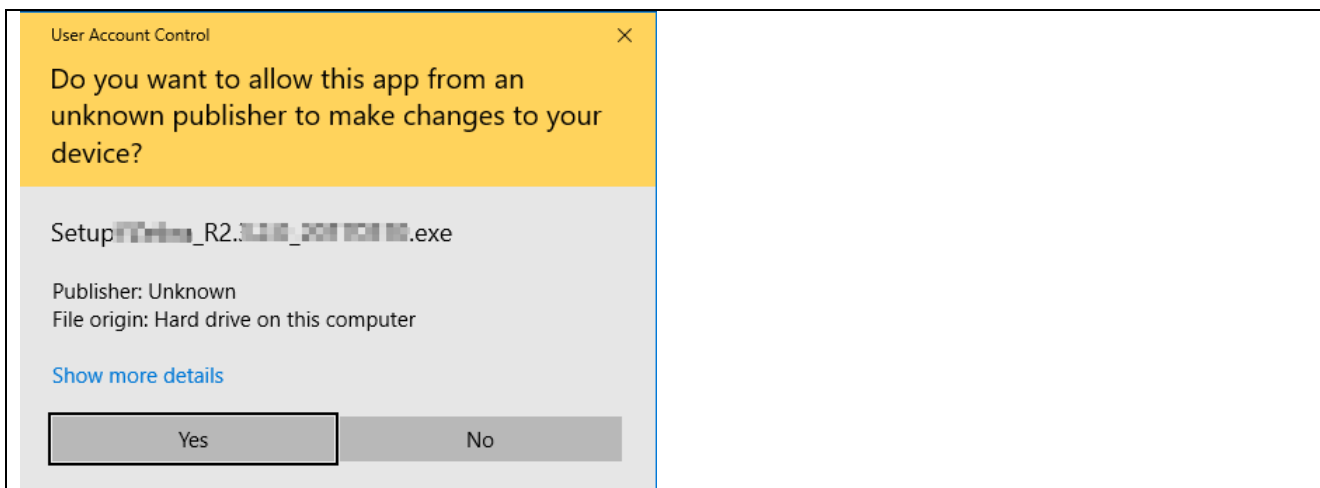 User Account Control
Do you want to allow this app from an
unknown publisher to make changes to your
device?
Setup _R2. _ .exe
Publisher: Unknown
File origin: Hard drive on this computer
Show more details
Yes
No